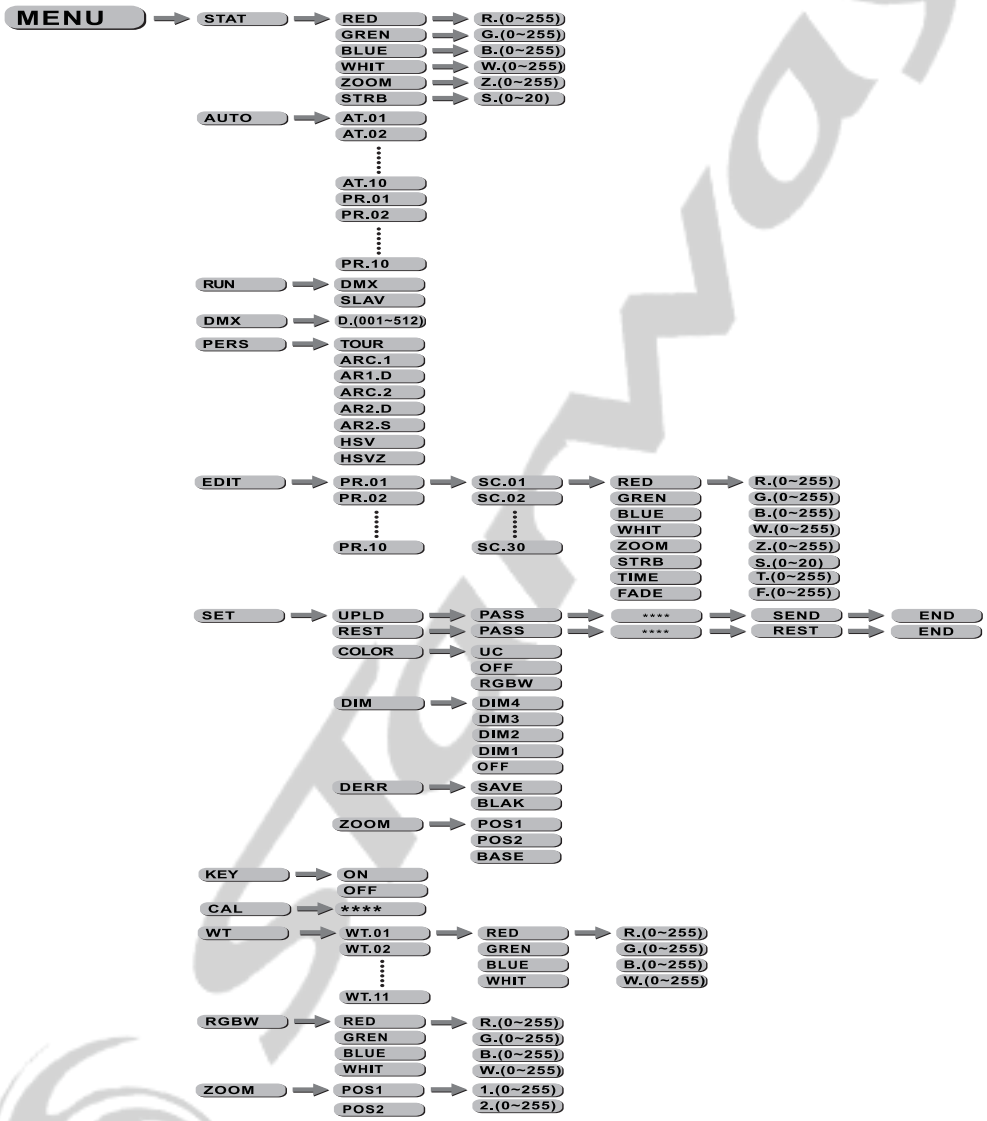 MENU STAT RED R.(0~255)
GREN G.(0~255)
BLUE B.(0~255)
WHIT W.(0~255)
ZOOM Z.(0~255)
STRB S.(0~20)
AUTO AT.01
AT.02
AT.10
PR.01
PR.02
PR.10
RUN DMX
SLAV
DMX D.(001~512)
PERS TOUR
ARC.1
AR1.D
ARC.2
AR2.D
AR2.S
HSV
HSVZ
EDIT PR.01 SC.01 RED R.(0~255)
PR.02 SC.02 GREN G.(0~255)
BLUE B.(0~255)
WHIT W.(0~255)
PR.10 SC.30 ZOOM Z.(0~255)
STRB S.(0~20)
TIME T.(0~255)
FADE F.(0~255)
SET UPLD PASS **** SEND END
REST PASS **** REST END
COLOR UC
OFF
RGBW
DIM DIM4
DIM3
DIM2
DIM1
OFF
DERR SAVE
BLAK
ZOOM POS1
POS2
BASE
KEY ON
OFF
CAL ****
WT WT.01 RED R.(0~255)
WT.02 GREN G.(0~255)
BLUE B.(0~255)
WHIT W.(0~255)
WT.11
RGBW RED R.(0~255)
GREN G.(0~255)
BLUE B.(0~255)
WHIT W.(0~255)
ZOOM POS1 1.(0~255)
POS2 2.(0~255)